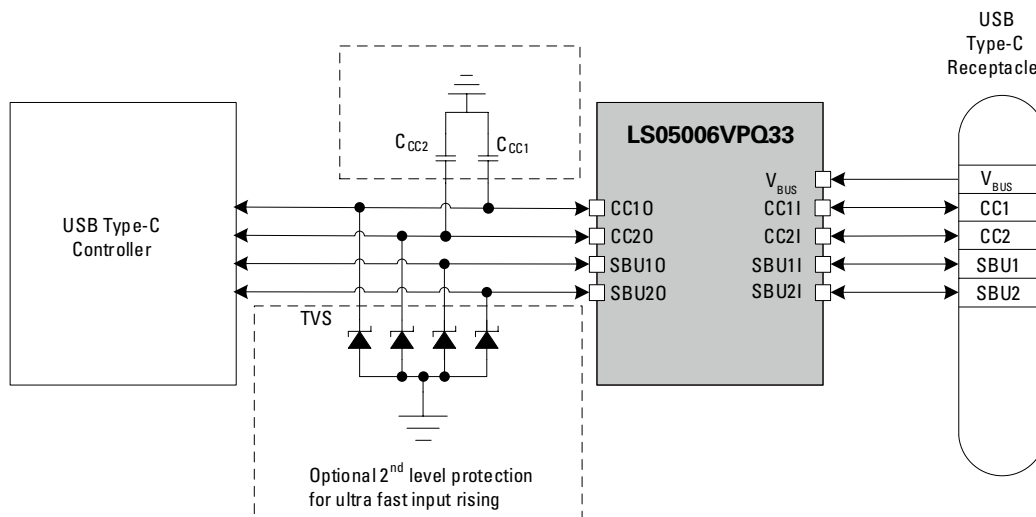 USB
Type-C
Receptacle
LS05006VPQ33
C_CC2
C_CC1
V_BUS
V_BUS
USB Type-C
Controller
CC1O
CC1I
CC1
CC2O
CC2I
CC2
SBU1O
SBU1I
SBU1
SBU2O
SBU2I
SBU2
TVS
Optional 2nd level protection
for ultra fast input rising